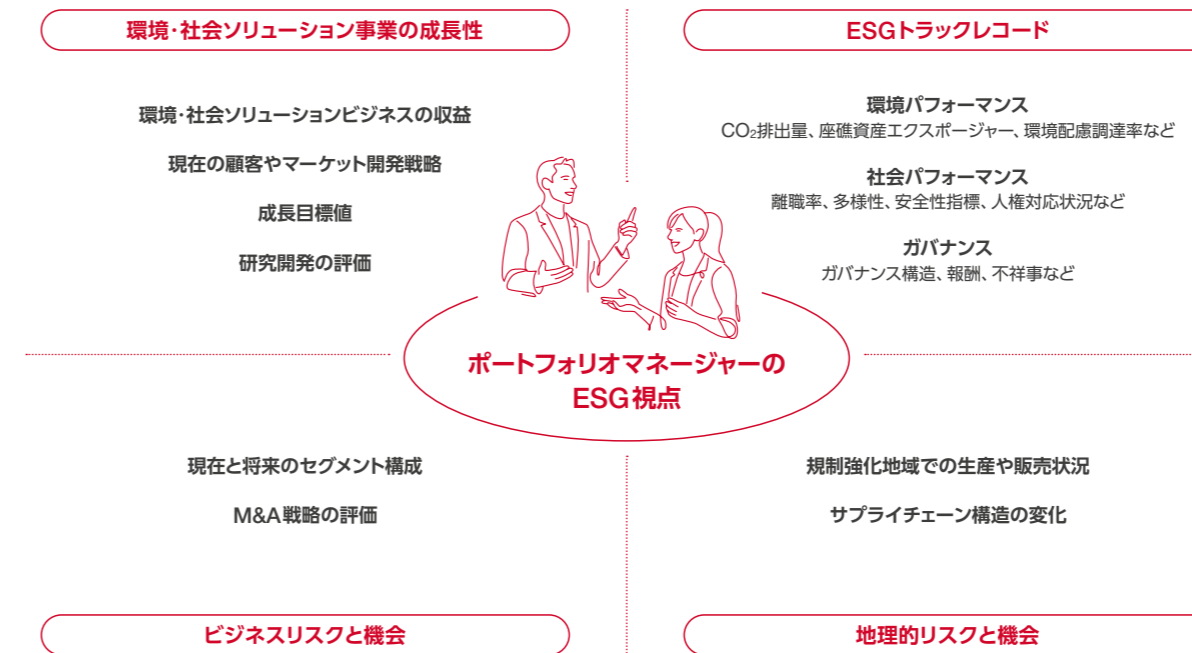 環境・社会ソリューション事業の成長性
環境・社会ソリューションビジネスの収益
現在の顧客やマーケット開発戦略
成長目標値
研究開発の評価
ESGトラックレコード
環境パフォーマンス
CO₂排出量、座礁資産エクスポージャー、環境配慮調達率など
社会パフォーマンス
離職率、多様性、安全性指標、人権対応状況など
ガバナンス
ガバナンス構造、報酬、不祥事など
ポートフォリオマネージャーの
ESG視点
現在と将来のセグメント構成
M&A戦略の評価
ビジネスリスクと機会
規制強化地域での生産や販売状況
サプライチェーン構造の変化
地理的リスクと機会